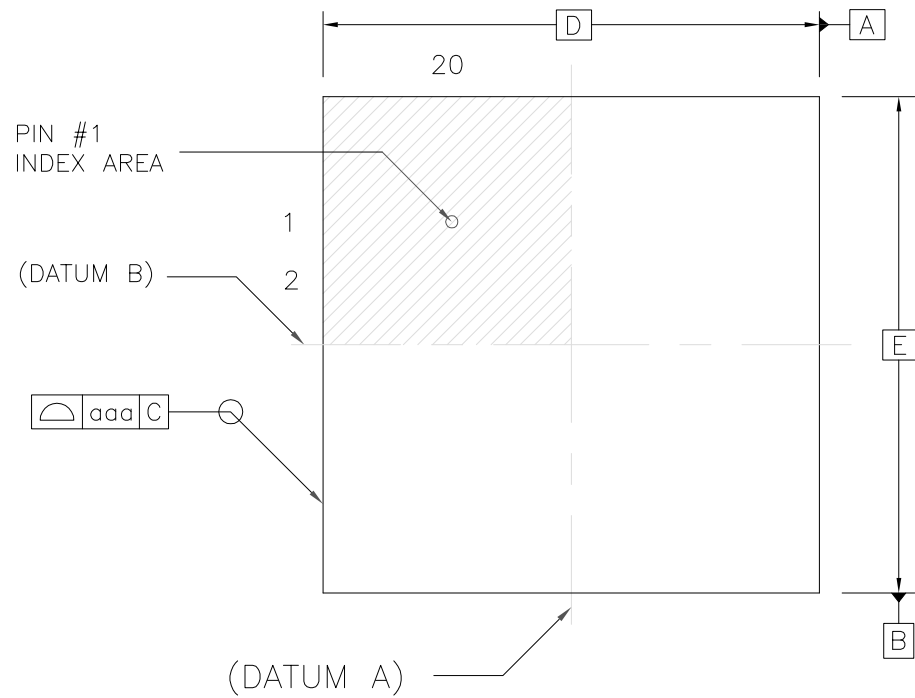 D
A
20
PIN #1
INDEX AREA
1
(DATUM B)
2
E
aaa C
B
(DATUM A)